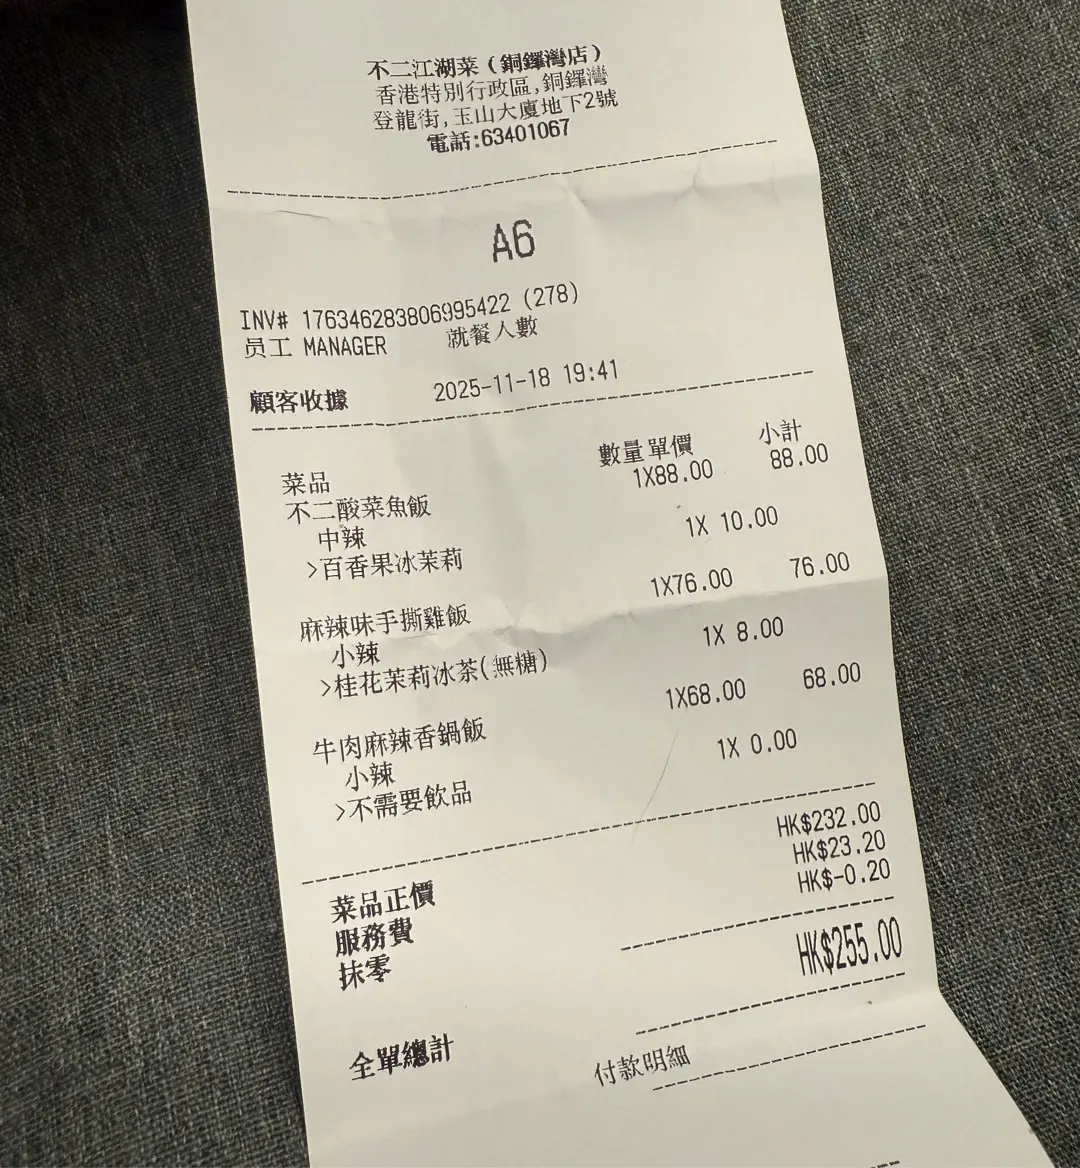 不二江湖菜(銅鑼灣店)
香港特別行政區,銅鑼灣
登龍街,玉山大廈地下2號
電話:63401067
A6
INV# 176346283806995422 (278)
员工 MANAGER 就餐人數
顧客收據 2025-11-18 19:41
菜品 數量單價 小計
不二酸菜魚飯 1X88.00 88.00
中辣
>百香果冰茉莉 1X 10.00
麻辣味手撕雞飯 1X76.00 76.00
小辣
>桂花茉莉冰茶(無糖) 1X 8.00
牛肉麻辣香鍋飯 1X68.00 68.00
小辣
>不需要飲品 1X 0.00
菜品正價 HK$232.00
服務費 HK$23.20
抹零 HK$-0.20
全單總計 HK$255.00
付款明細